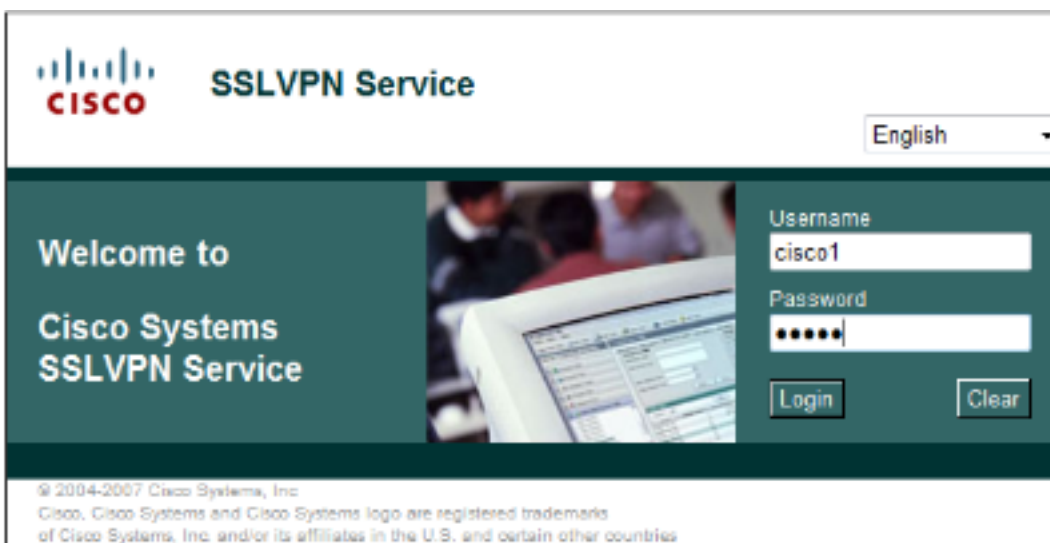 CISCO
SSLVPN Service
English
Welcome to
Cisco Systems
SSLVPN Service
Username
cisco1
Password
•••••
Login
Clear
© 2004-2007 Cisco Systems, Inc
Cisco, Cisco Systems and Cisco Systems logo are registered trademarks
of Cisco Systems, Inc. and/or its affiliates in the U.S. and certain other countries